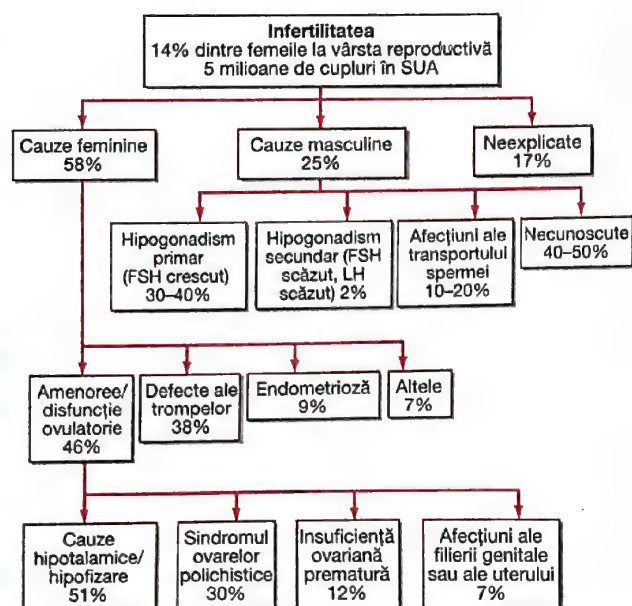 Infertilitatea
14% dintre femeile la vârsta reproductivă
5 milioane de cupluri în SUA
Cauze feminine
58%
Cauze masculine
25%
Neexplicate
17%
Hipogonadism
primar
(FSH crescut)
30–40%
Hipogonadism
secundar (FSH
scăzut, LH
scăzut) 2%
Afecțiuni ale
transportului
spermei
10–20%
Necunoscute
40–50%
Amenoree/
disfuncție
ovulatorie
46%
Defecte ale
trompelor
38%
Endometrioză
9%
Altele
7%
Cauze
hipotalamice/
hipofizare
51%
Sindromul
ovarelor
polichistice
30%
Insuficiență
ovariană
prematură
12%
Afecțiuni ale
filierii genitale
sau ale uterului
7%